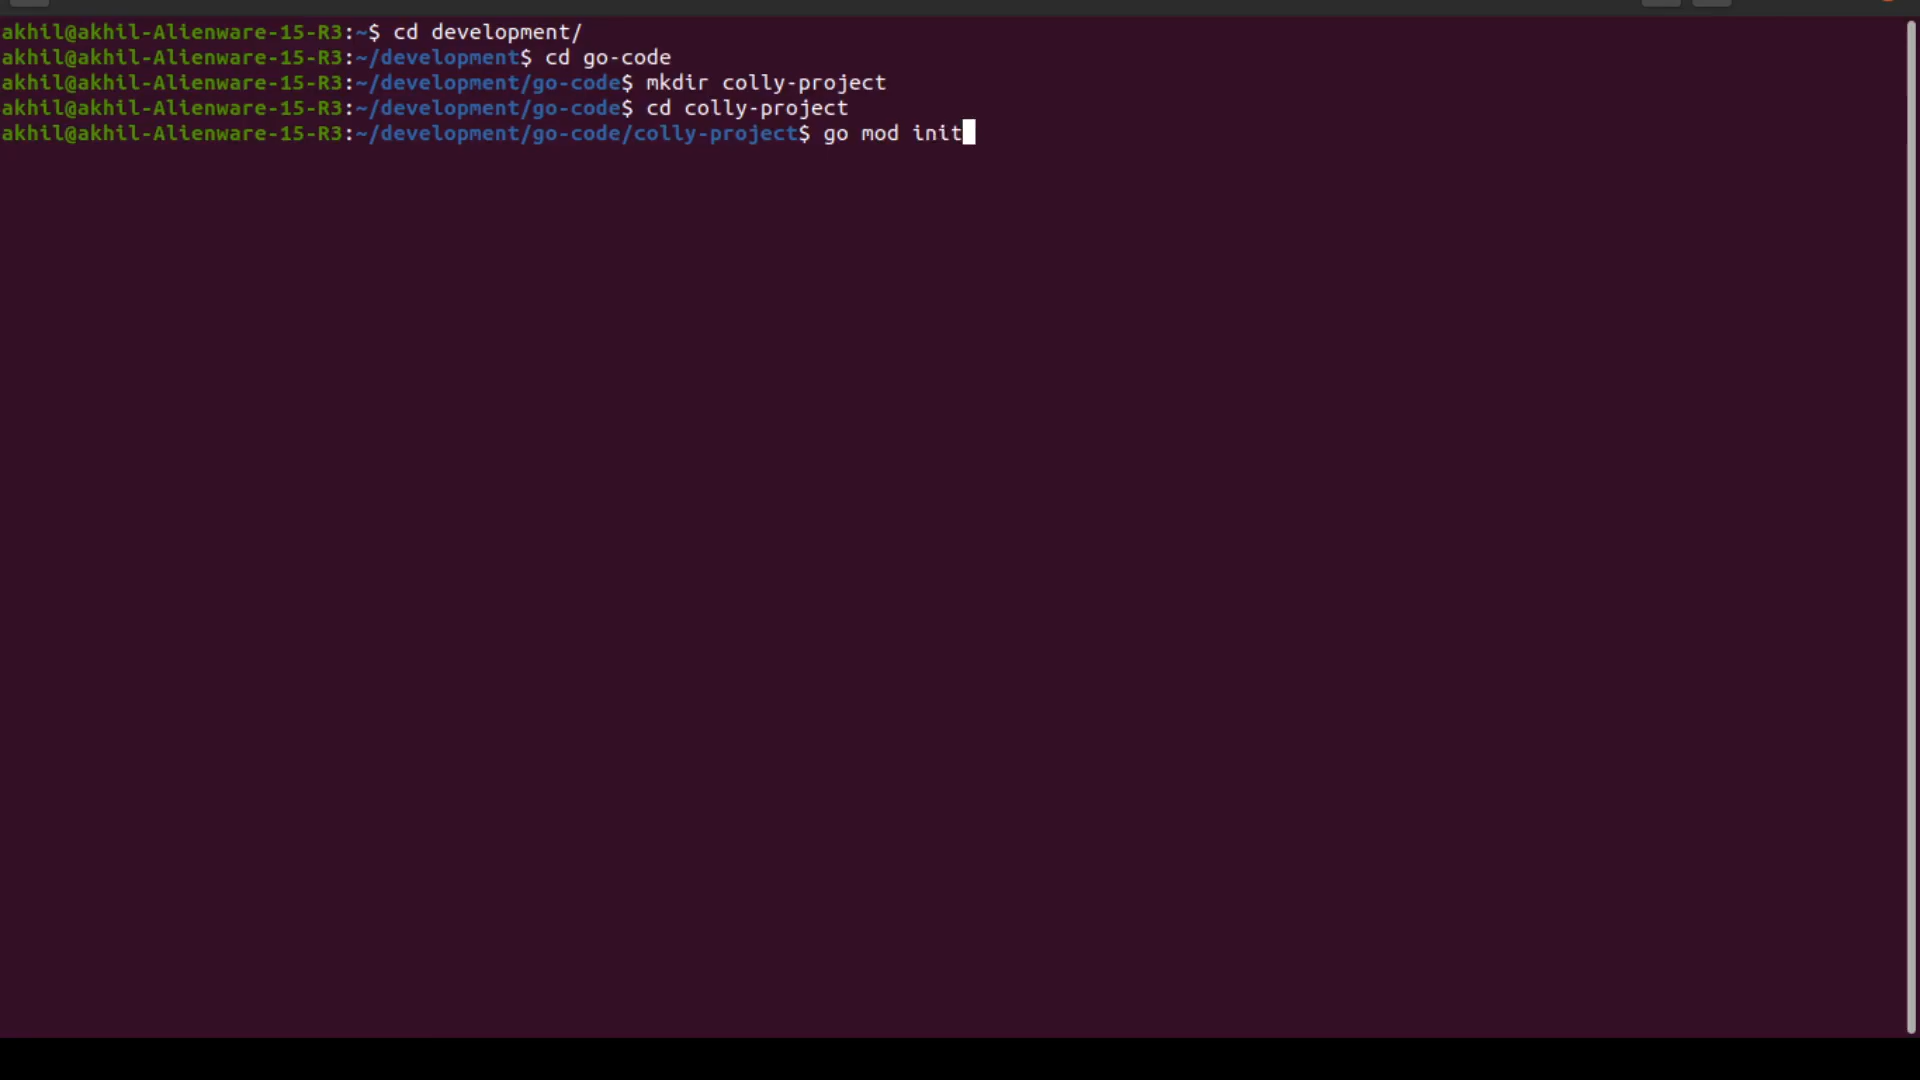 akhil@akhil-Alienware-15-R3:~$ cd development/
akhil@akhil-Alienware-15-R3:~/development$ cd go-code
akhil@akhil-Alienware-15-R3:~/development/go-code$ mkdir colly-project
akhil@akhil-Alienware-15-R3:~/development/go-code$ cd colly-project
akhil@akhil-Alienware-15-R3:~/development/go-code/colly-project$ go mod init